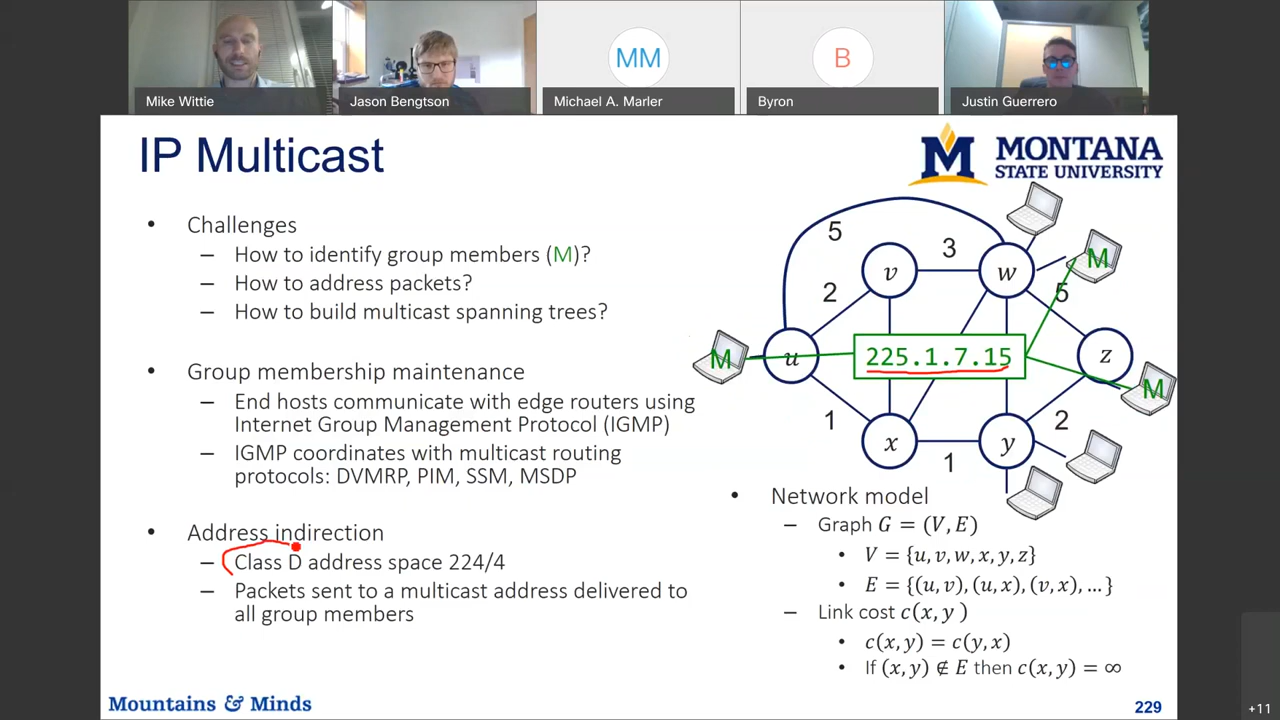 MM
B
Mike Wittie
Jason Bengtson
Michael A. Marler
Byron
Justin Guerrero
IP Multicast
M MONTANA
STATE UNIVERSITY
• Challenges
– How to identify group members (M)?
– How to address packets?
– How to build multicast spanning trees?
• Group membership maintenance
– End hosts communicate with edge routers using
Internet Group Management Protocol (IGMP)
– IGMP coordinates with multicast routing
protocols: DVMRP, PIM, SSM, MSDP
• Address indirection
– Class D address space 224/4
– Packets sent to a multicast address delivered to
all group members
5
3
v
w
M
2
5
M
u
225.1.7.15
z
M
1
2
x
y
1
• Network model
– Graph G = (V, E)
• V = {u, v, w, x, y, z}
• E = {(u, v), (u, x), (v, x), …}
– Link cost c(x, y)
• c(x, y) = c(y, x)
• If (x, y) ∉ E then c(x, y) = ∞
Mountains & Minds
229
+11